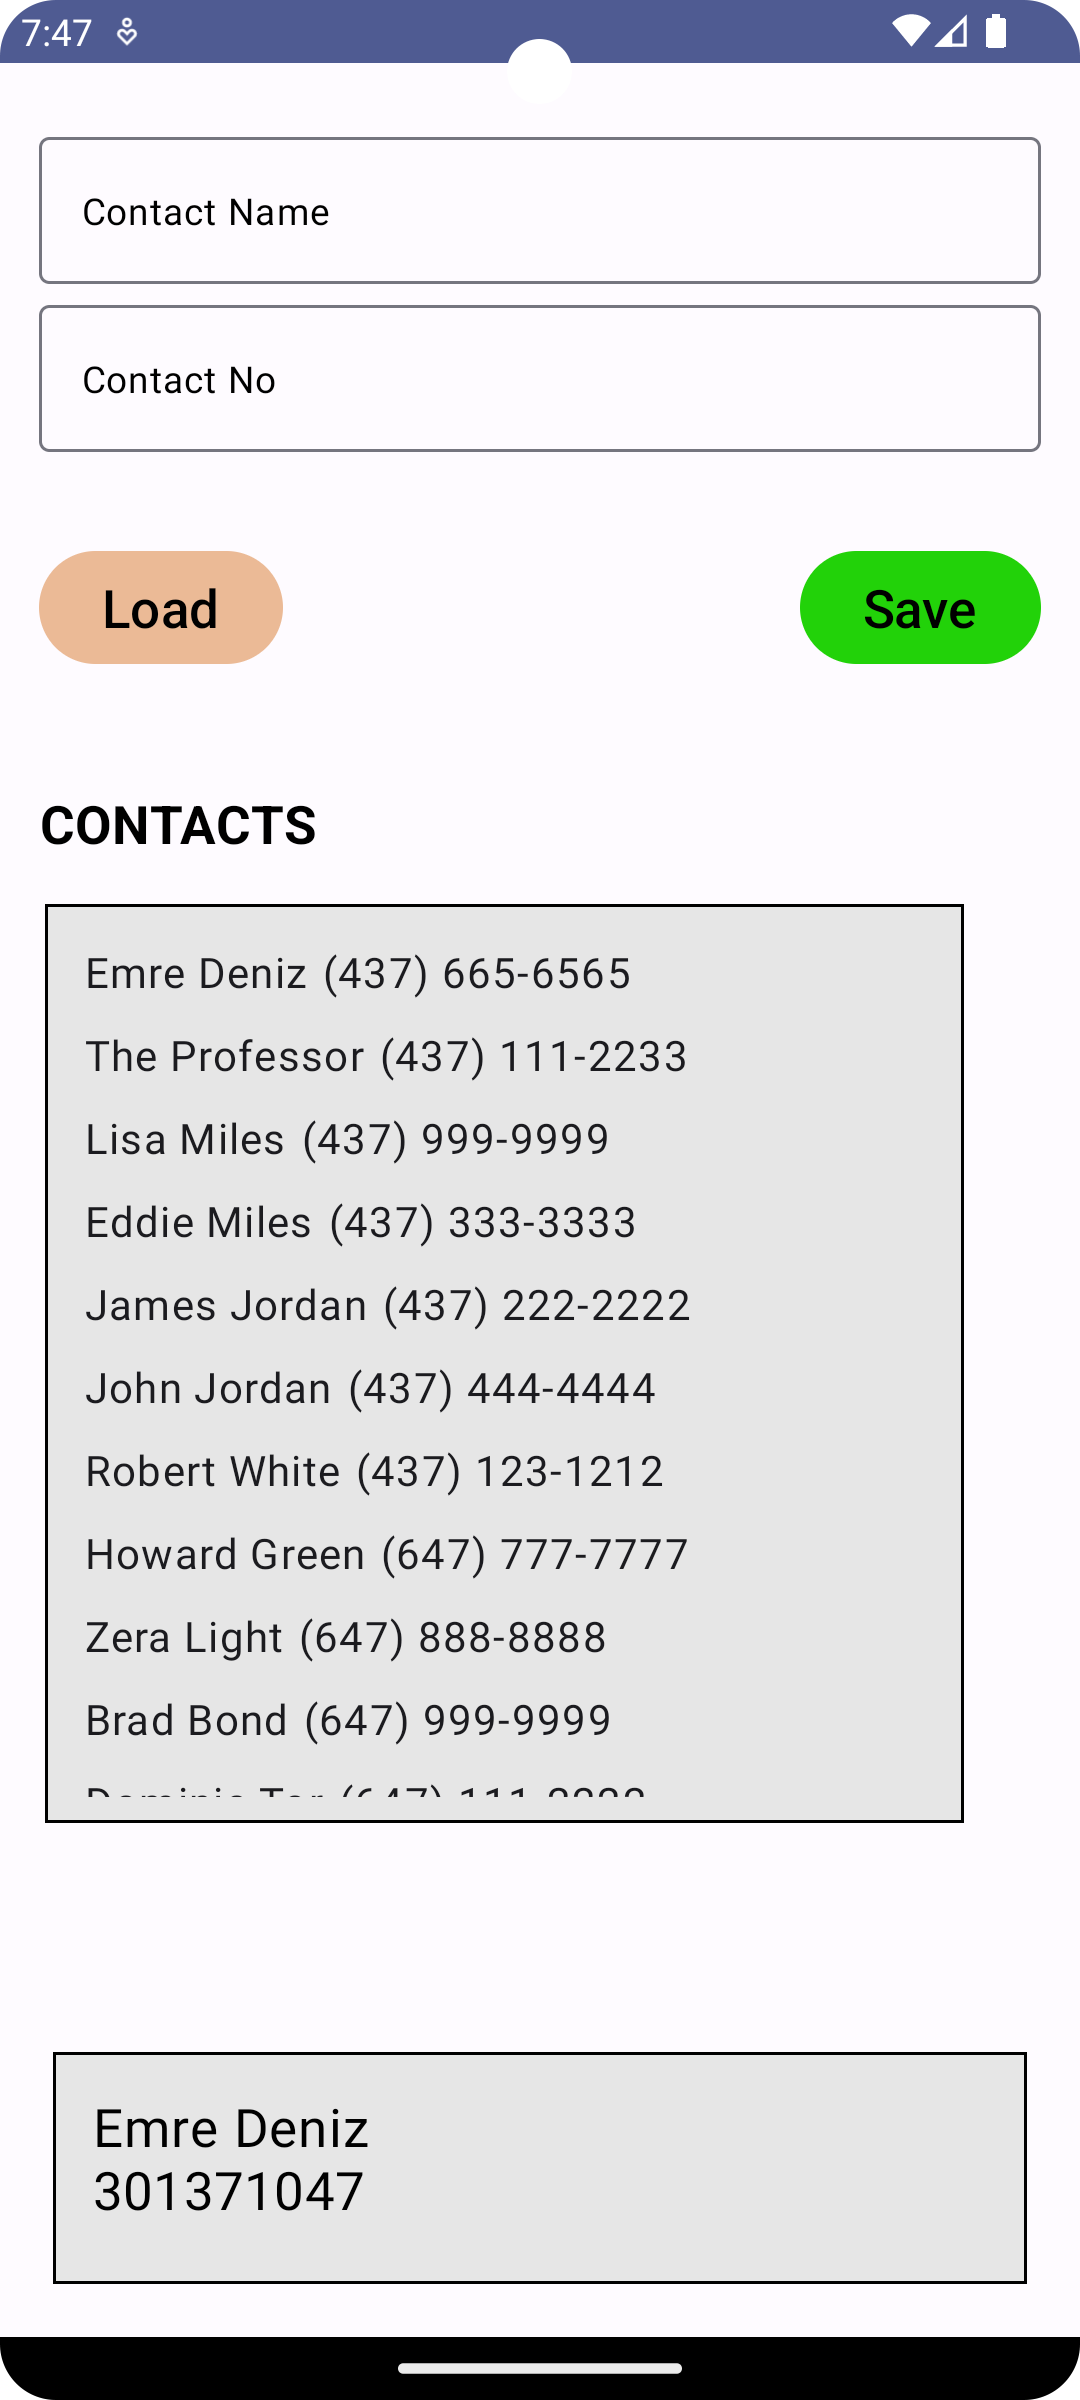 7:47
Contact Name
Contact No
Load
Save
CONTACTS
Emre Deniz (437) 665-6565
The Professor (437) 111-2233
Lisa Miles (437) 999-9999
Eddie Miles (437) 333-3333
James Jordan (437) 222-2222
John Jordan (437) 444-4444
Robert White (437) 123-1212
Howard Green (647) 777-7777
Zera Light (647) 888-8888
Brad Bond (647) 999-9999
(647)
Emre Deniz
301371047